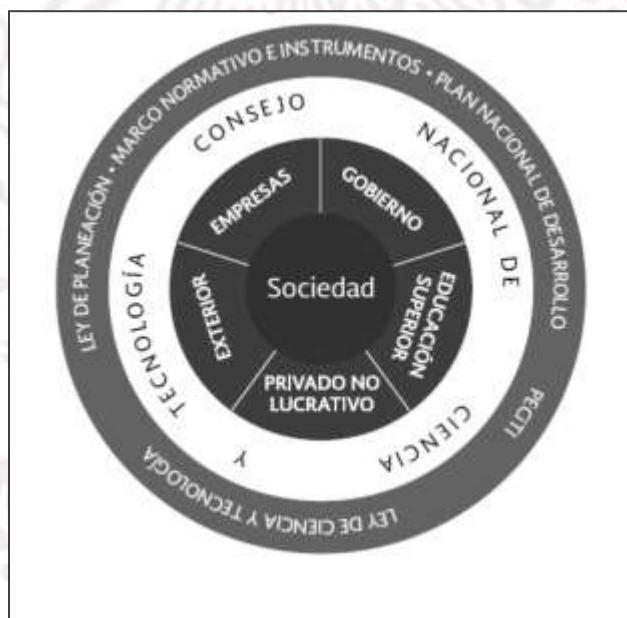 LEY DE PLANEACIÓN • MARCO NORMATIVO E INSTRUMENTOS • PLAN NACIONAL DE DESARROLLO
PECITI
LEY DE CIENCIA Y TECNOLOGÍA
CONSEJO NACIONAL DE CIENCIA Y TECNOLOGÍA
EMPRESAS
GOBIERNO
EDUCACIÓN
SUPERIOR
PRIVADO NO
LUCRATIVO
EXTERIOR
Sociedad